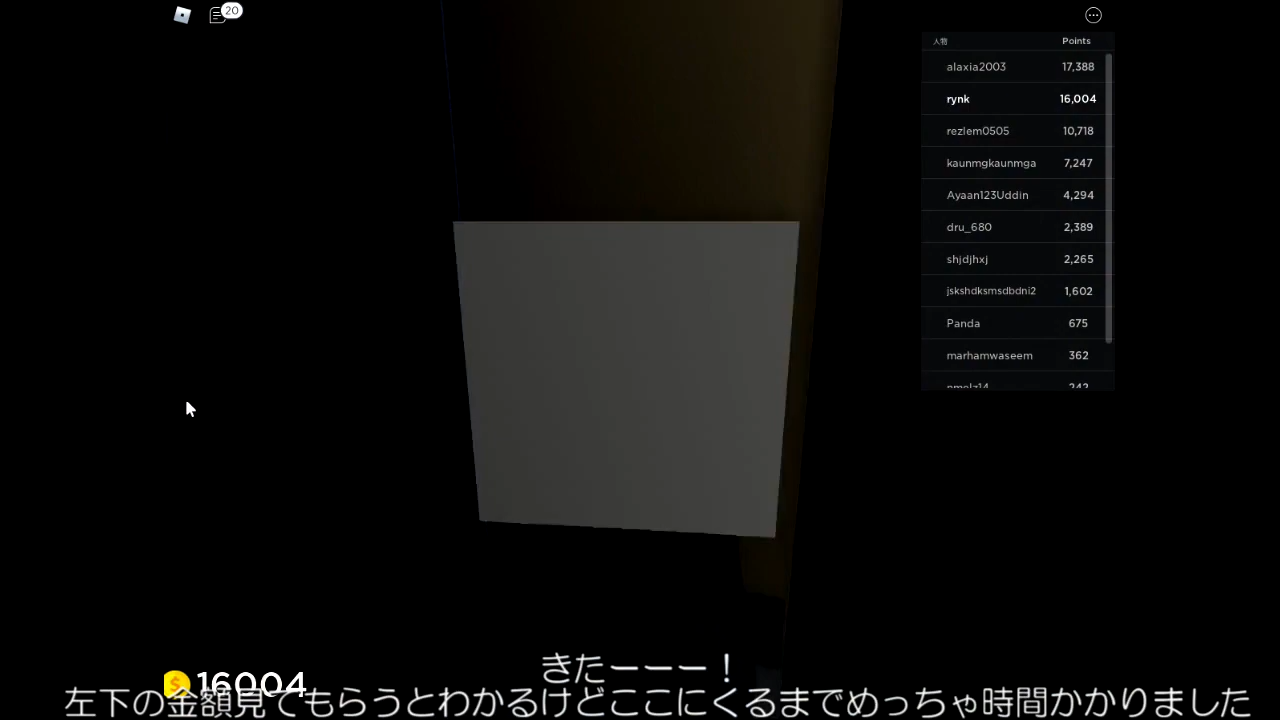 20
人物 Points
alaxia2003 17,388
rynk 16,004
rezlem0505 10,718
kaunmgkaunmga 7,247
Ayaan123Uddin 4,294
dru_680 2,389
shjdjhxj 2,265
jskshdksmsdbdni2 1,602
Panda 675
marhamwaseem 362
242
きたーーー！
16004
左下の金額見てもらうとわかるけどここにくるまでめっちゃ時間かかりました